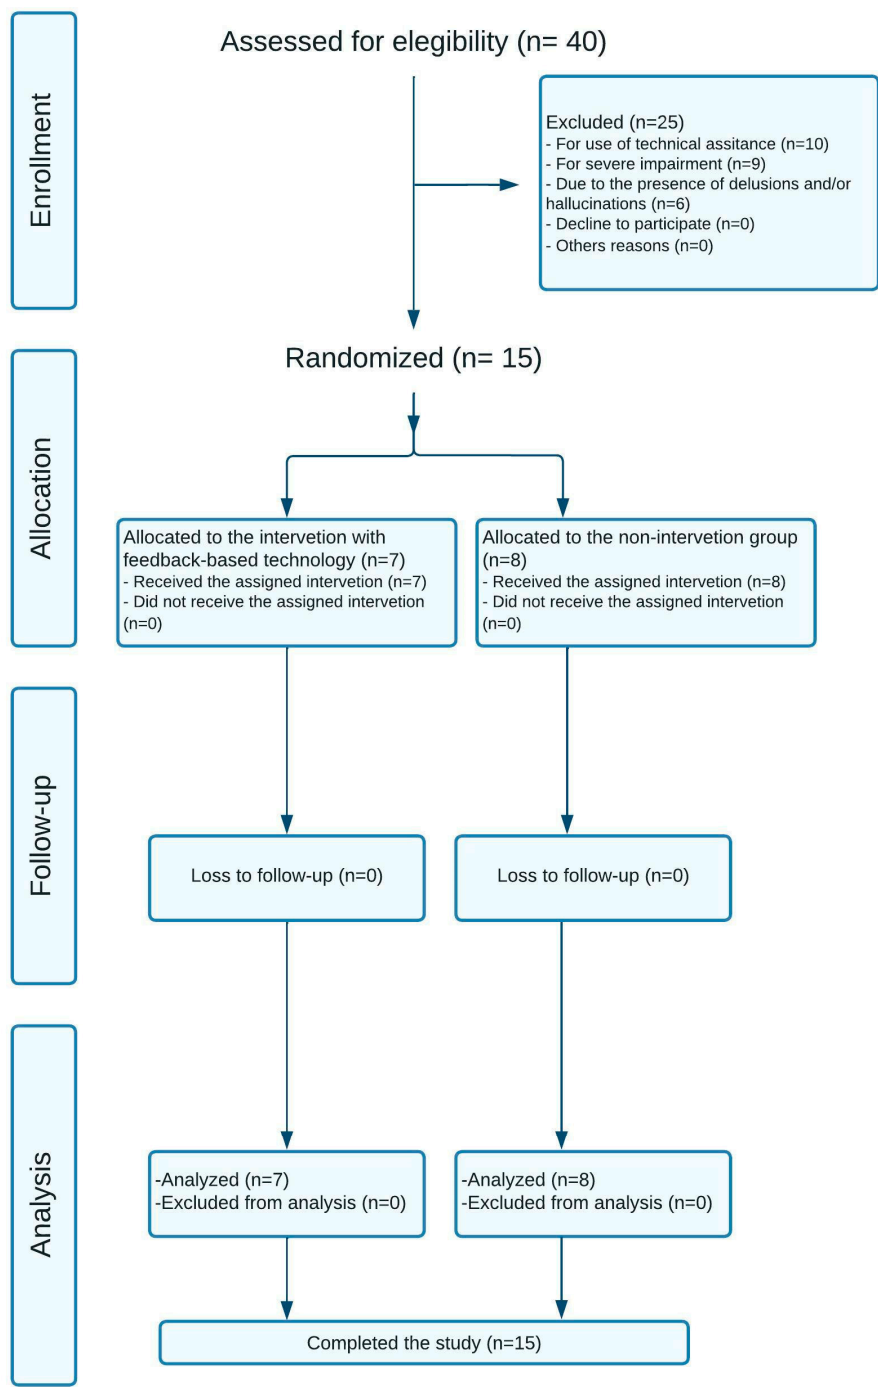 Enrollment
Assessed for elegibility (n= 40)
Excluded (n=25)
- For use of technical assitance (n=10)
- For severe impairment (n=9)
- Due to the presence of delusions and/or
hallucinations (n=6)
- Decline to participate (n=0)
- Others reasons (n=0)
Allocation
Randomized (n= 15)
Allocated to the intervetion with
feedback-based technology (n=7)
- Received the assigned intervetion (n=7)
- Did not receive the assigned intervetion
(n=0)
Allocated to the non-intervetion group
(n=8)
- Received the assigned intervetion (n=8)
- Did not receive the assigned intervetion
(n=0)
Follow-up
Loss to follow-up (n=0)
Loss to follow-up (n=0)
Analysis
-Analyzed (n=7)
-Excluded from analysis (n=0)
-Analyzed (n=8)
-Excluded from analysis (n=0)
Completed the study (n=15)